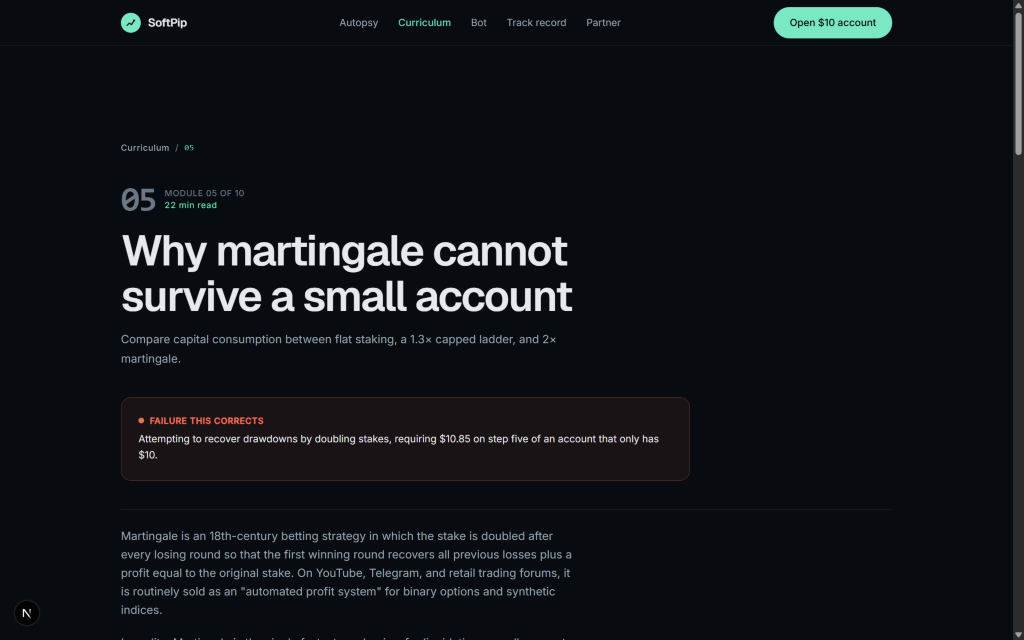 SoftPip
Autopsy
Curriculum
Bot
Track record
Partner
Open $10 account
Curriculum / 05
05
MODULE 05 OF 10
22 min read
Why martingale cannot
survive a small account
Compare capital consumption between flat staking, a 1.3× capped ladder, and 2×
martingale.
FAILURE THIS CORRECTS
Attempting to recover drawdowns by doubling stakes, requiring $10.85 on step five of an account that only has
$10.
Martingale is an 18th-century betting strategy in which the stake is doubled after
every losing round so that the first winning round recovers all previous losses plus a
profit equal to the original stake. On YouTube, Telegram, and retail trading forums, it
is routinely sold as an "automated profit system" for binary options and synthetic
indices.
N